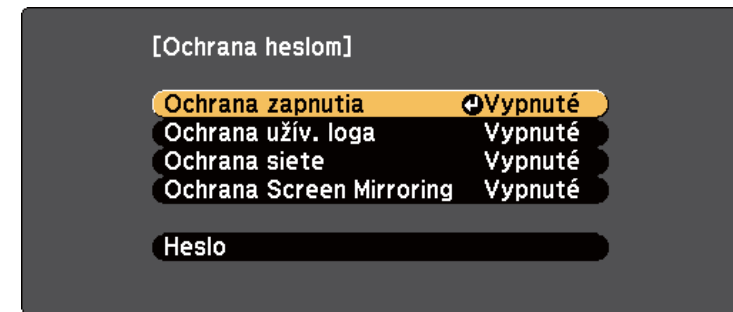 [Ochrana heslom]
Ochrana zapnutia Vypnuté
Ochrana užív. loga Vypnuté
Ochrana siete Vypnuté
Ochrana Screen Mirroring Vypnuté
Heslo